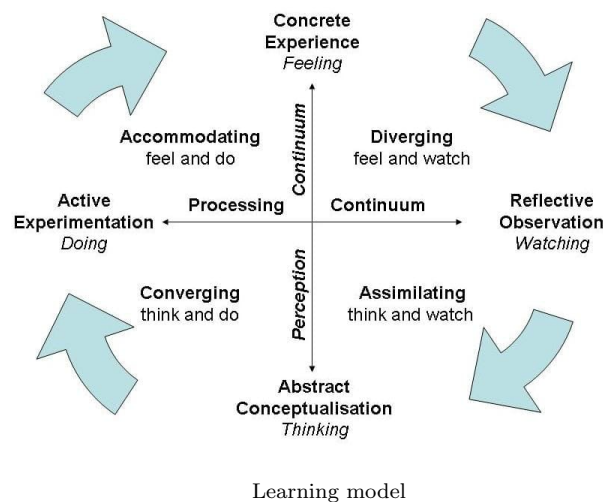 Concrete
Experience
Feeling
Accommodating
feel and do
Continuum
Diverging
feel and watch
Active
Experimentation
Doing
Processing
Continuum
Reflective
Observation
Watching
Converging
think and do
Perception
Assimilating
think and watch
Abstract
Conceptualisation
Thinking
Learning model